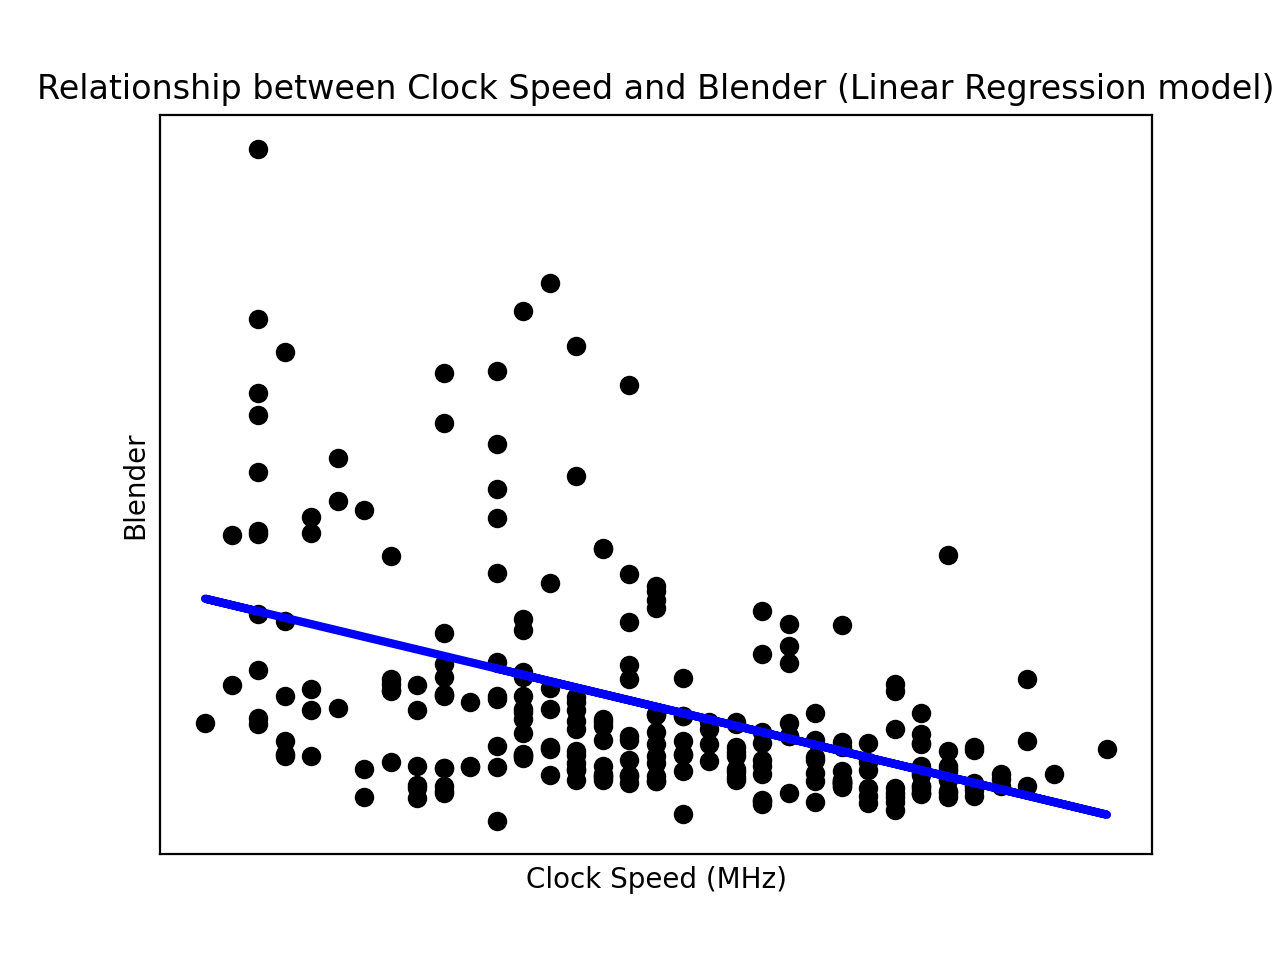 Relationship between Clock Speed and Blender (Linear Regression model)
Blender
Clock Speed (MHz)